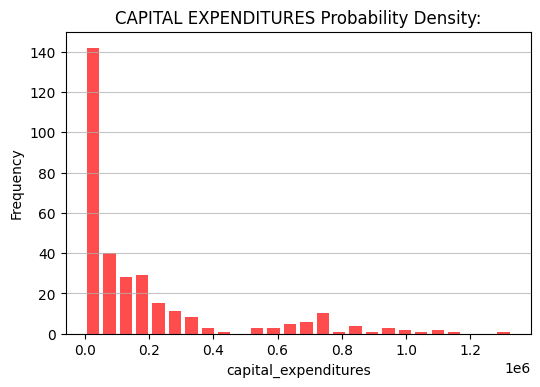 CAPITAL EXPENDITURES Probability Density:
140
120
100
80
60
40
20
0
Frequency
0.0 0.2 0.4 0.6 0.8 1.0 1.2
1e6
capital_expenditures